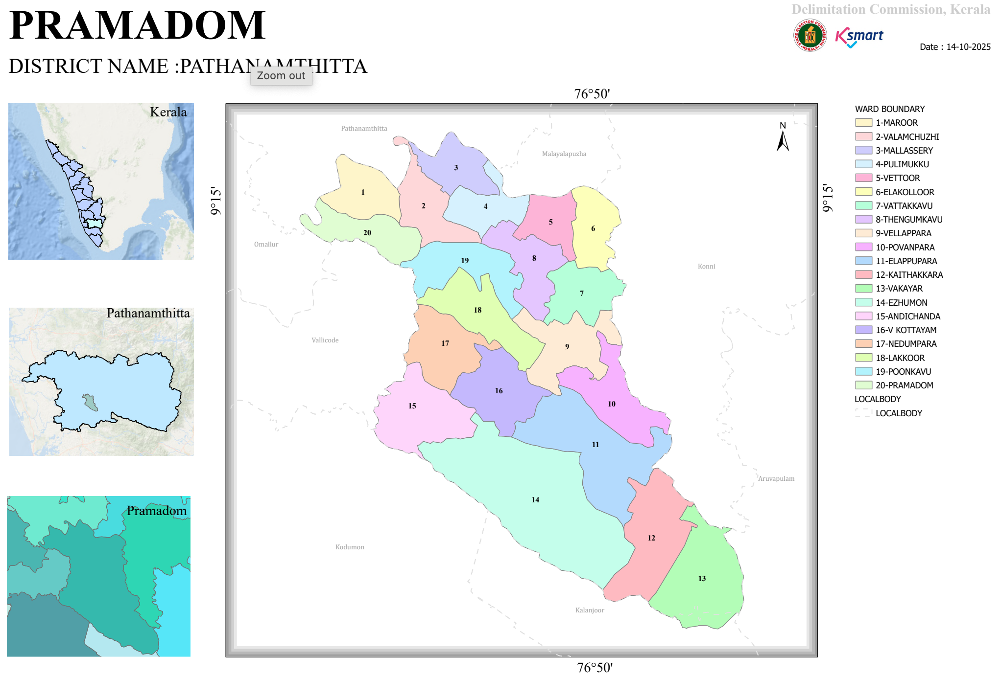 PRAMADOM
DISTRICT NAME :PATHANAMTHITTA
Zoom out
Delimitation Commission, Kerala
STATE ELECTION COMMISSION
KERALA
Ksmart
Date : 14-10-2025
Kerala
Pathanamthitta
Pramadom
76°50'
9°15'
9°15'
76°50'
N
Pathanamthitta
Malayalapuzha
Omallur
Konni
Vallicode
Aruvapulam
Kodumon
Kalanjoor
1
2
3
4
5
6
20
19
8
7
18
17
9
16
15
10
11
14
12
13
WARD BOUNDARY
1-MAROOR
2-VALAMCHUZHI
3-MALLASSERY
4-PULIMUKKU
5-VETTOOR
6-ELAKOLLOOR
7-VATTAKKAVU
8-THENGUMKAVU
9-VELLAPPARA
10-POVANPARA
11-ELAPPUPARA
12-KAITHAKKARA
13-VAKAYAR
14-EZHUMON
15-ANDICHANDA
16-V KOTTAYAM
17-NEDUMPARA
18-LAKKOOR
19-POONKAVU
20-PRAMADOM
LOCALBODY
LOCALBODY